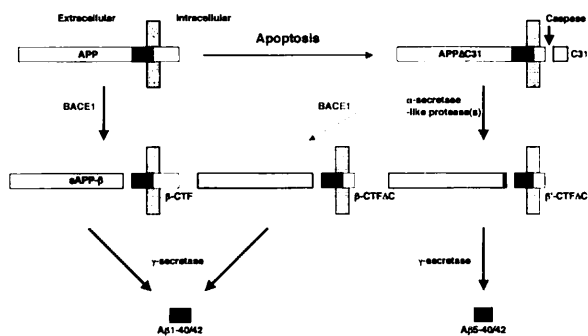 Extracellular Intracellular
Caspase
APP
Apoptosis
APPΔC31
C31
BACE1
BACE1
α-secretase
-like protease(s)
sAPP-β
β-CTF
β-CTFΔC
β'-CTFΔC
γ-secretase
γ-secretase
Aβ1-40/42
Aβ5-40/42